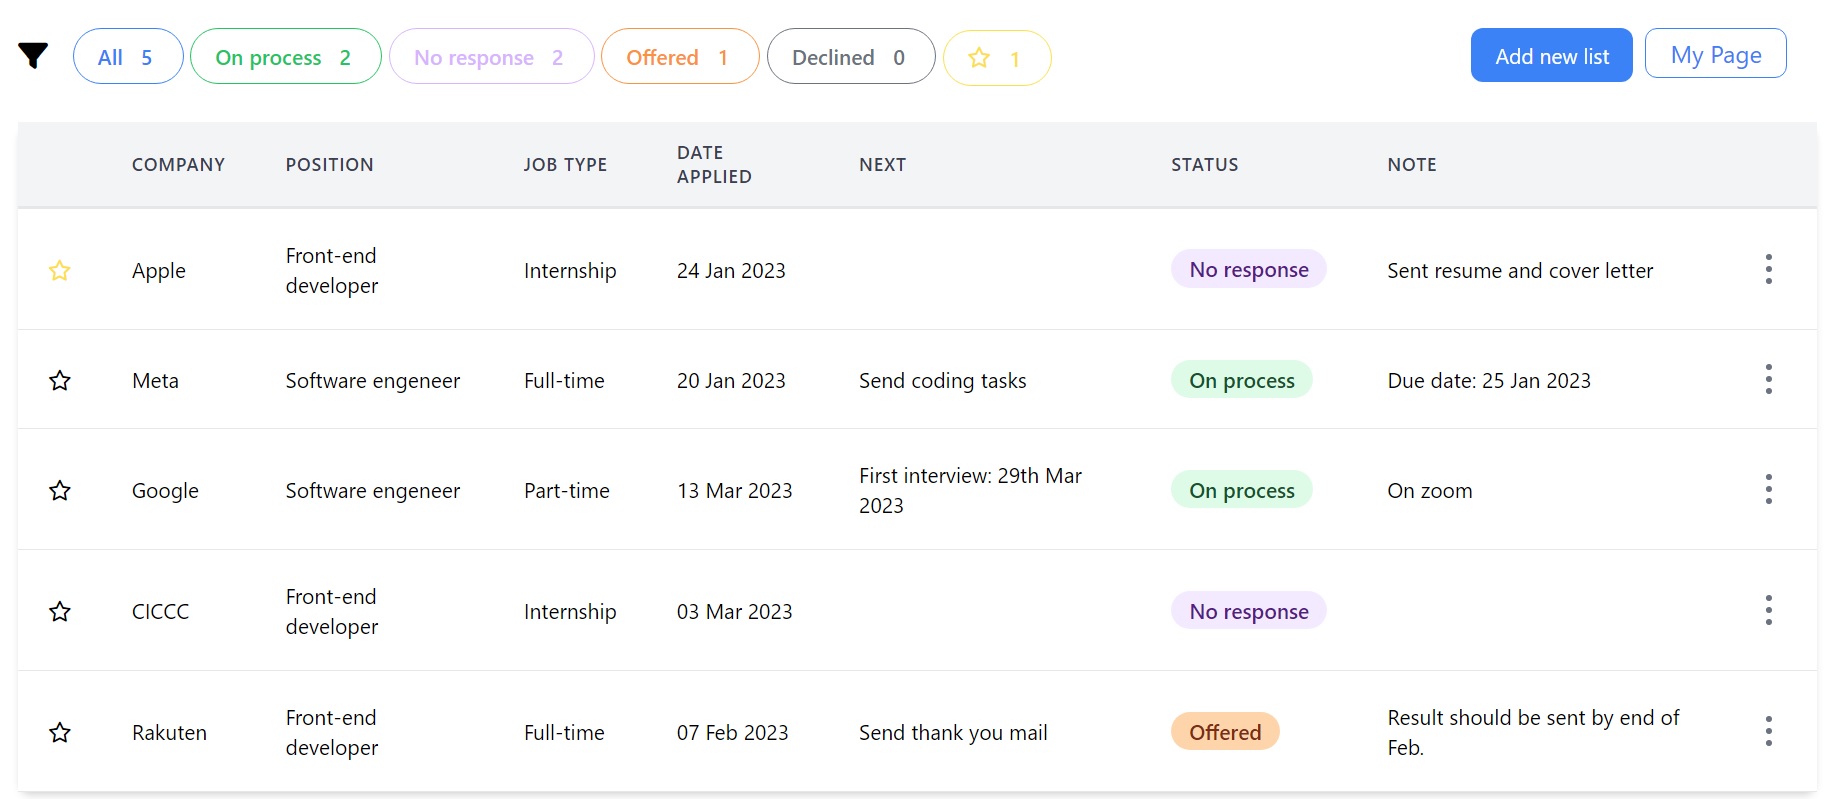 All 5 On process 2 No response 2 Offered 1 Declined 0 1 Add new list My Page
COMPANY POSITION JOB TYPE DATE APPLIED NEXT STATUS NOTE
Apple Front-end developer Internship 24 Jan 2023 No response Sent resume and cover letter
Meta Software engeneer Full-time 20 Jan 2023 Send coding tasks On process Due date: 25 Jan 2023
Google Software engeneer Part-time 13 Mar 2023 First interview: 29th Mar 2023 On process On zoom
CICCC Front-end developer Internship 03 Mar 2023 No response
Rakuten Front-end developer Full-time 07 Feb 2023 Send thank you mail Offered Result should be sent by end of Feb.